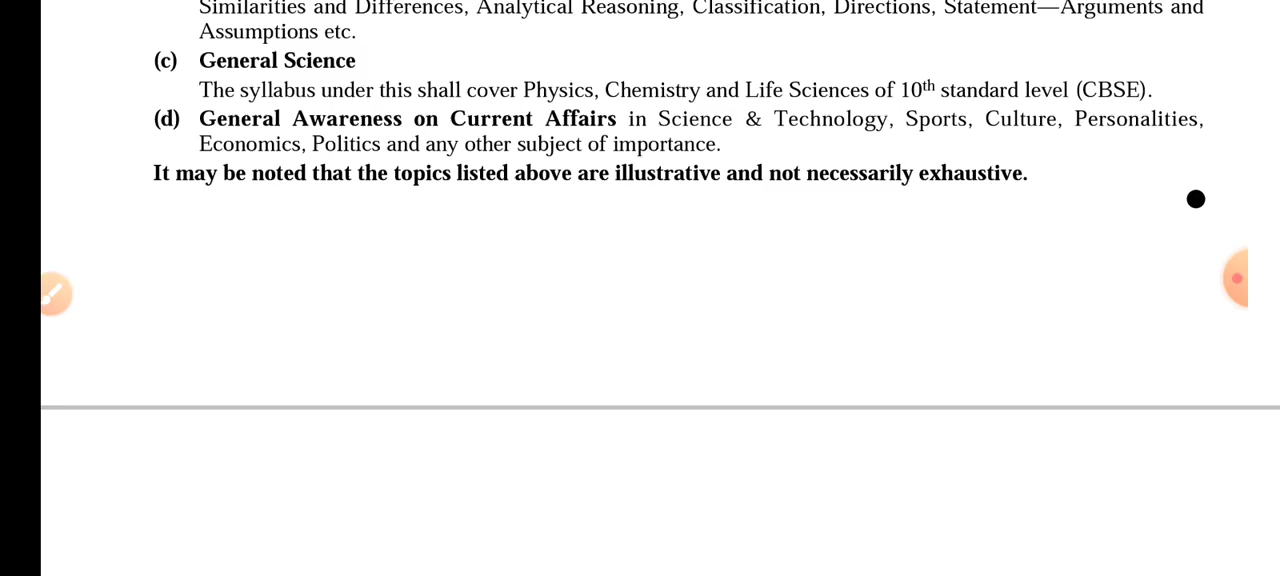 Similarities and Differences, Analytical Reasoning, Classification, Directions, Statement—Arguments and
Assumptions etc.
(c) General Science
The syllabus under this shall cover Physics, Chemistry and Life Sciences of 10th standard level (CBSE).
(d) General Awareness on Current Affairs in Science & Technology, Sports, Culture, Personalities,
Economics, Politics and any other subject of importance.
It may be noted that the topics listed above are illustrative and not necessarily exhaustive.